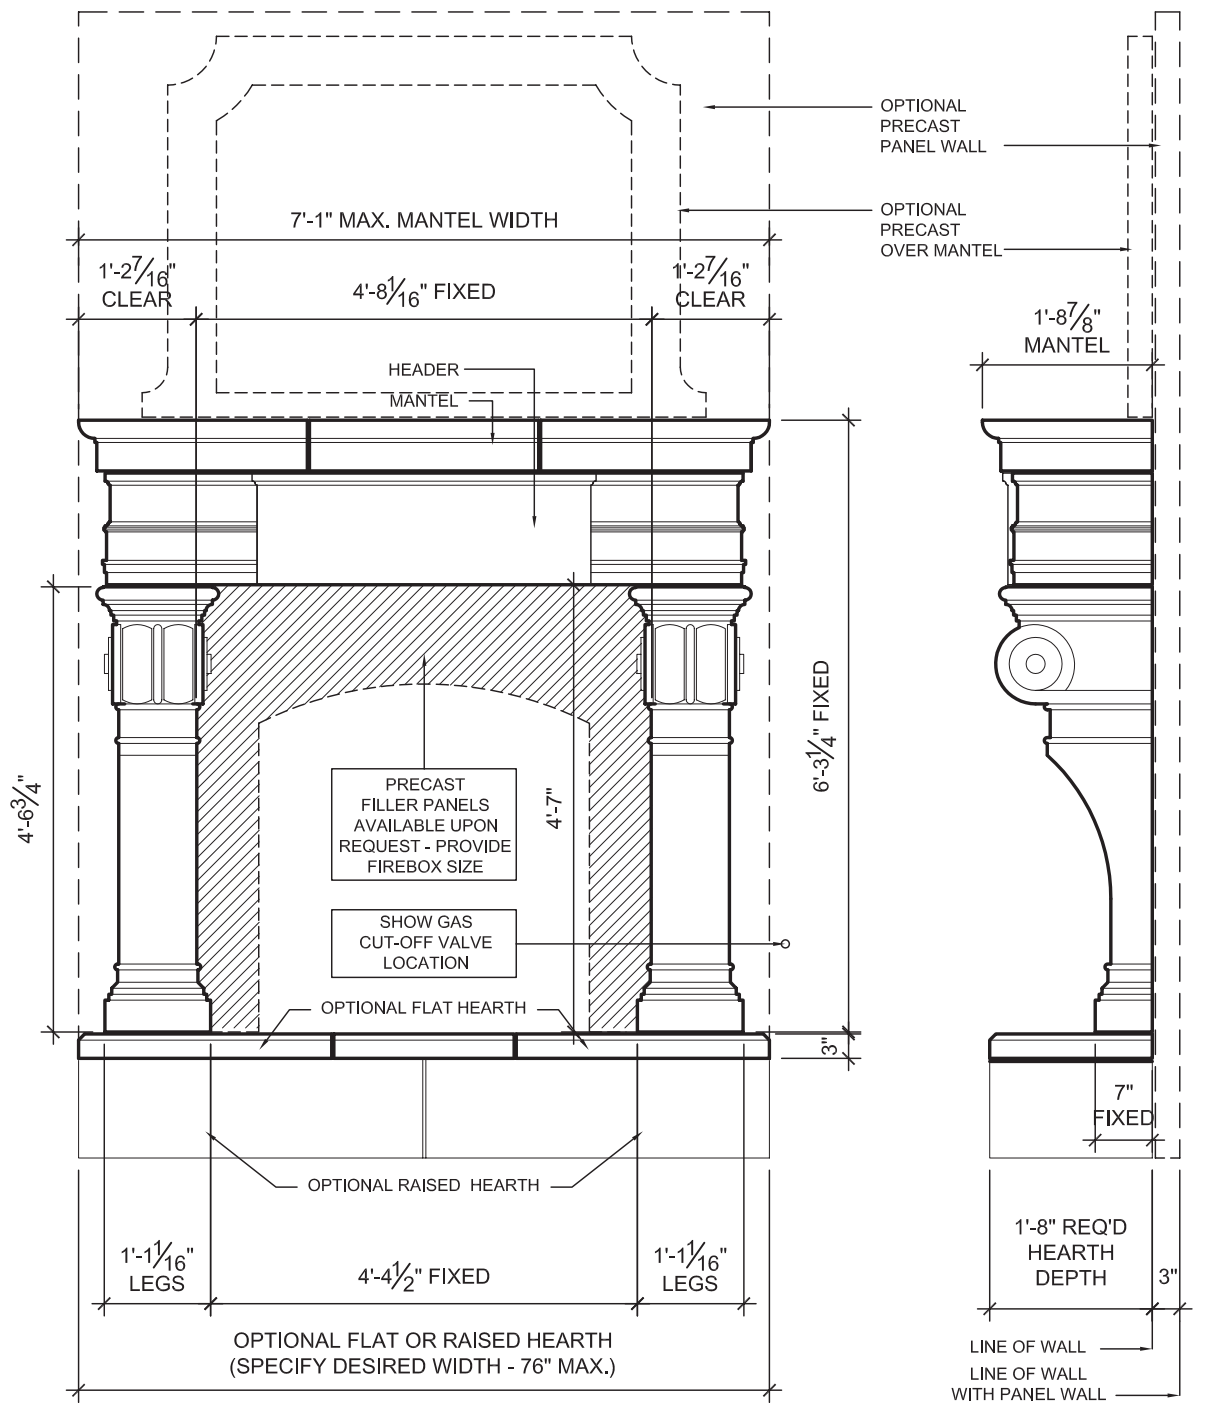 OPTIONAL
PRECAST
PANEL WALL
7'-1" MAX. MANTEL WIDTH
OPTIONAL
PRECAST
OVER MANTEL
1'-2 7/16"
CLEAR
4'-8 1/16" FIXED
1'-2 7/16"
CLEAR
1'-8 7/8"
MANTEL
HEADER
MANTEL
4'-6 3/4"
PRECAST
FILLER PANELS
AVAILABLE UPON
REQUEST - PROVIDE
FIREBOX SIZE
4'-7"
6'-3 1/4" FIXED
SHOW GAS
CUT-OFF VALVE
LOCATION
OPTIONAL FLAT HEARTH
3"
7"
FIXED
OPTIONAL RAISED HEARTH
1'-1 1/16"
LEGS
4'-4 1/2" FIXED
1'-1 1/16"
LEGS
1'-8" REQ'D
HEARTH
DEPTH
3"
OPTIONAL FLAT OR RAISED HEARTH
(SPECIFY DESIRED WIDTH - 76" MAX.)
LINE OF WALL
LINE OF WALL
WITH PANEL WALL